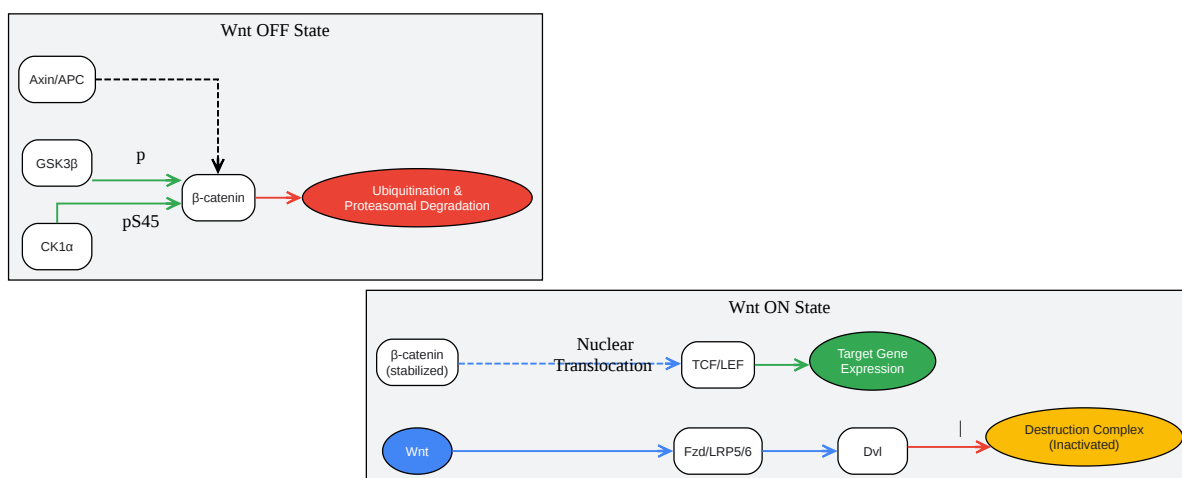 Wnt OFF State
Axin/APC
GSK3β
p
β-catenin
Ubiquitination &
Proteasomal Degradation
pS45
CK1α
Wnt ON State
β-catenin
(stabilized)
Nuclear
Translocation
TCF/LEF
Target Gene
Expression
Wnt
Fzd/LRP5/6
Dvl
|
Destruction Complex
(Inactivated)